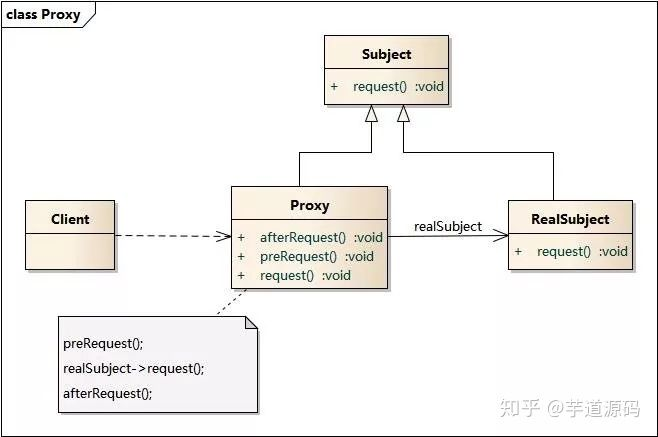 class Proxy
Subject
+ request() :void
Client
Proxy
+ afterRequest() :void
+ preRequest() :void
+ request() :void
realSubject
RealSubject
+ request() :void
preRequest();
realSubject->request();
afterRequest();
知乎 @芋道源码